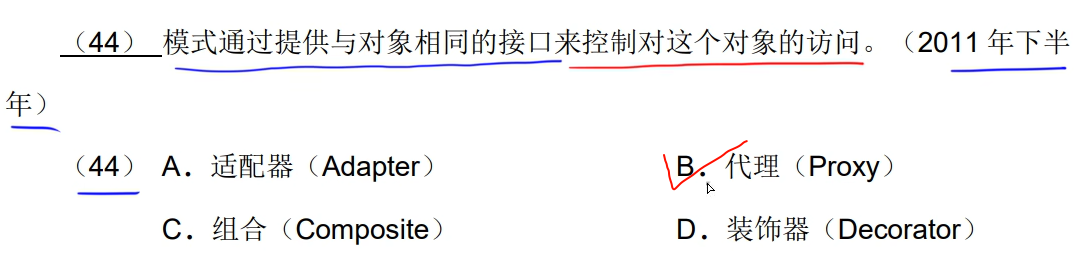 （44） 模式通过提供与对象相同的接口来控制对这个对象的访问。（2011 年下半
年）
（44） A．适配器（Adapter） B．代理（Proxy）
C．组合（Composite） D．装饰器（Decorator）